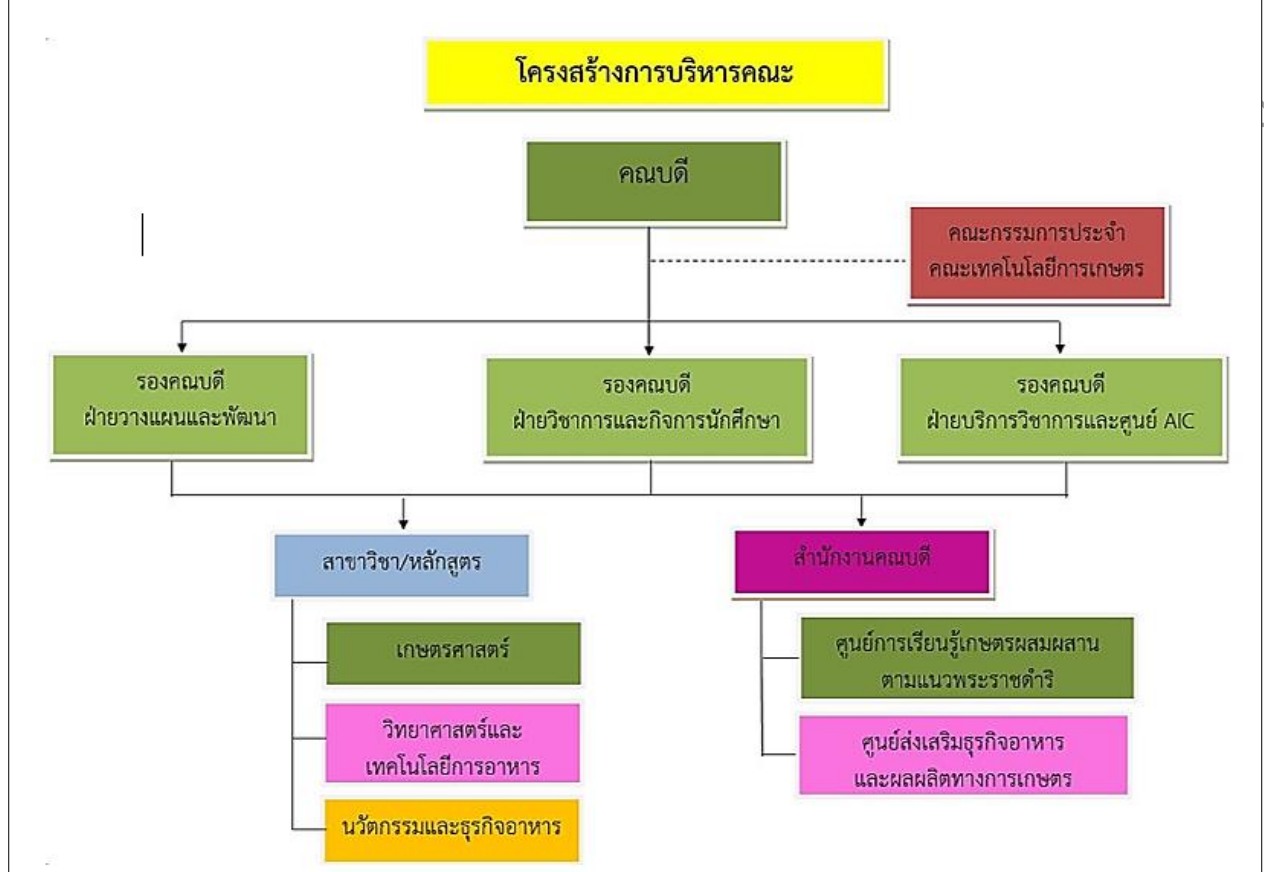 โครงสร้างการบริหารคณะ
คณบดี
คณะกรรมการประจำ
คณะเทคโนโลยีการเกษตร
รองคณบดี
ฝ่ายวางแผนและพัฒนา
รองคณบดี
ฝ่ายวิชาการและกิจการนักศึกษา
รองคณบดี
ฝ่ายบริการวิชาการและศูนย์ AIC
สาขาวิชา/หลักสูตร
สำนักงานคณบดี
เกษตรศาสตร์
วิทยาศาสตร์และ
เทคโนโลยีการอาหาร
นวัตกรรมและธุรกิจอาหาร
ศูนย์การเรียนรู้เกษตรผสมผสาน
ตามแนวพระราชดำริ
ศูนย์ส่งเสริมธุรกิจอาหาร
และผลผลิตทางการเกษตร